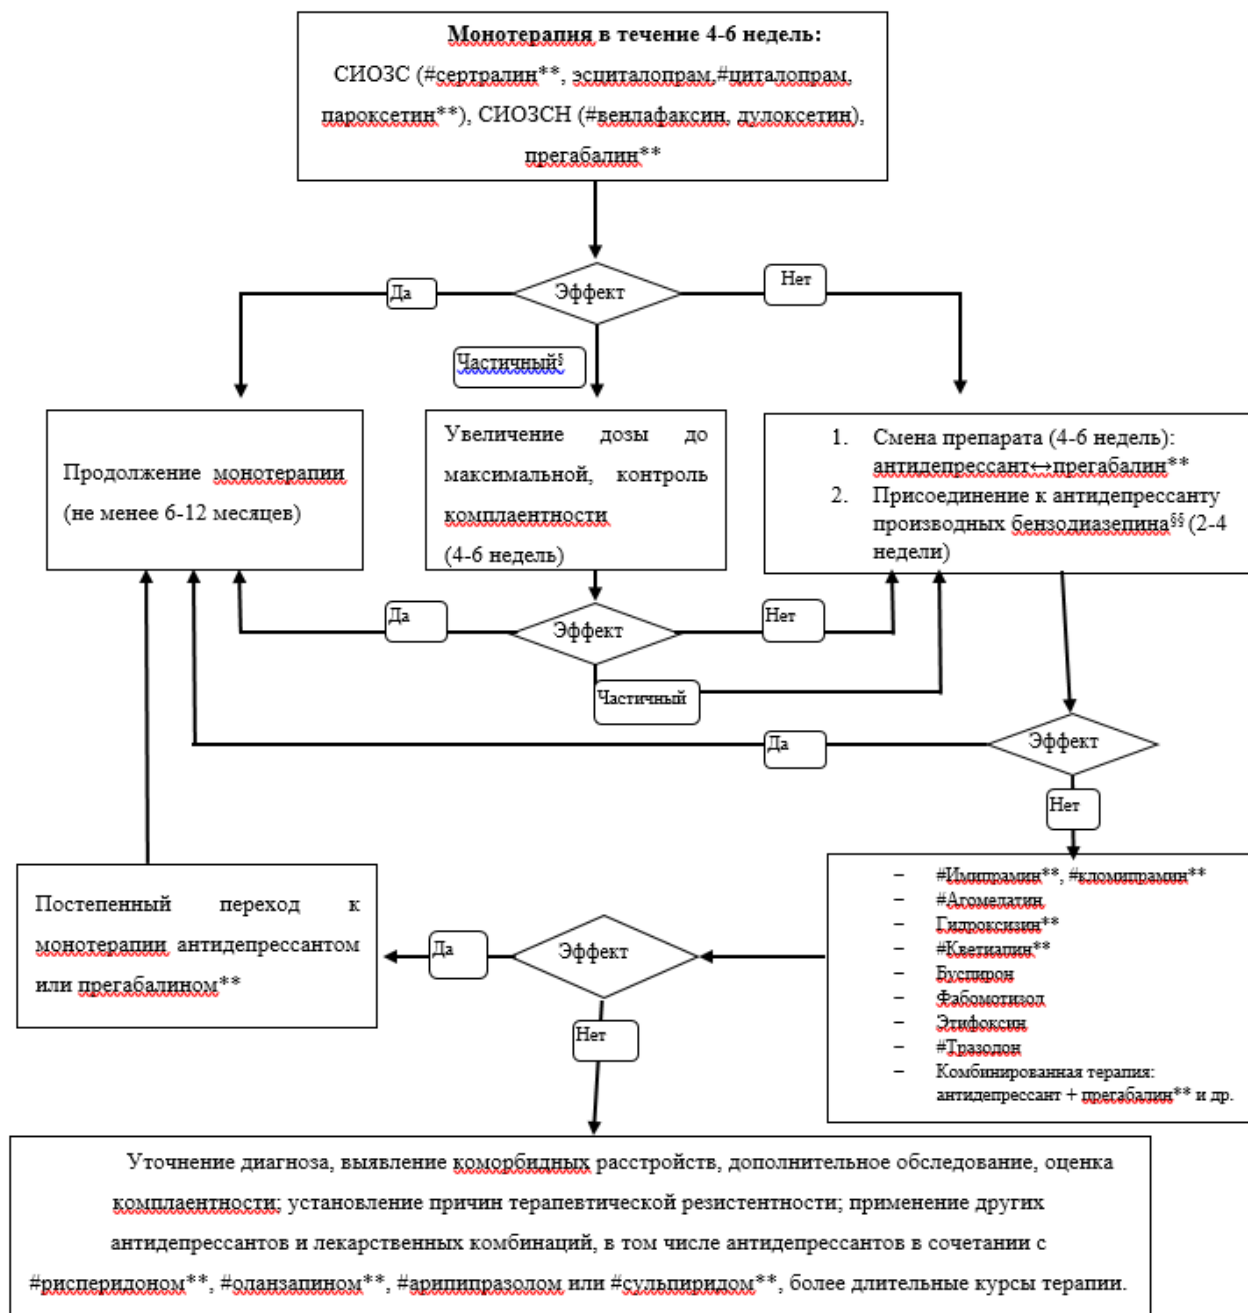 Монотерапия в течение 4-6 недель:
СИОЗС (#сертралин**, эсциталопрам,#циталопрам,
пароксетин**), СИОЗСН (#венлафаксин, дулоксетин),
прегабалин**
Да
Эффект
Нет
Частичный§
Продолжение монотерапии
(не менее 6-12 месяцев)
Увеличение дозы до
максимальной, контроль
комплаентности
(4-6 недель)
1. Смена препарата (4-6 недель):
антидепрессант↔прегабалин**
2. Присоединение к антидепрессанту
производных бензодиазепина§§ (2-4
недели)
Да
Эффект
Нет
Частичный
Да
Эффект
Нет
Постепенный переход к
монотерапии антидепрессантом
или прегабалином**
Да
Эффект
Нет
– #Имипрамин**, #кломипрамин**
– #Агомелатин
– Гидроксизин**
– #Кветиапин**
– Буспирон
– Фабомотизол
– Этифоксин
– #Тразодон
– Комбинированная терапия:
антидепрессант + прегабалин** и др.
Уточнение диагноза, выявление коморбидных расстройств, дополнительное обследование, оценка
комплаентности; установление причин терапевтической резистентности; применение других
антидепрессантов и лекарственных комбинаций, в том числе антидепрессантов в сочетании с
#рисперидоном**, #оланзапином**, #арипипразолом или #сульпиридом**, более длительные курсы терапии.